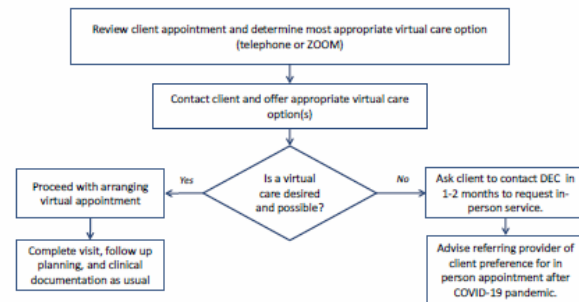 Review client appointment and determine most appropriate virtual care option
(telephone or ZOOM)
Contact client and offer appropriate virtual care
option(s)
Is a virtual
care desired
and possible?
Yes
No
Proceed with arranging
virtual appointment
Complete visit, follow up
planning, and clinical
documentation as usual
Ask client to contact DEC in
1-2 months to request in-
person service.
Advise referring provider of
client preference for in
person appointment after
COVID-19 pandemic.